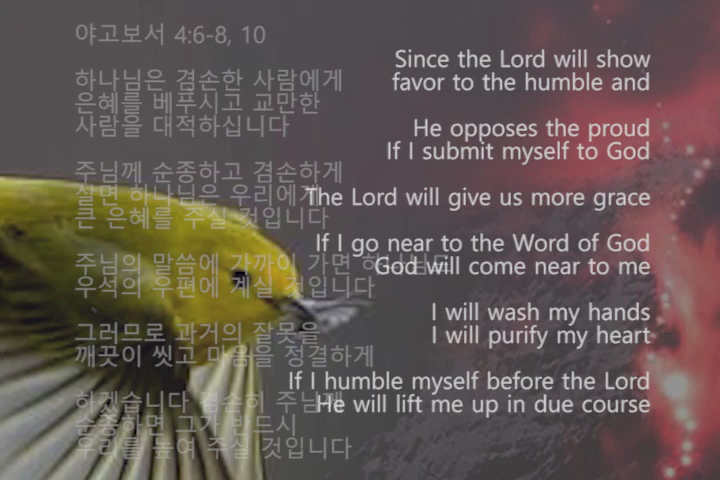 야고보서 4:6-8, 10
하나님은 겸손한 사람에게
은혜를 베푸시고 교만한
사람을 대적하십니다
주님께 순종하고 겸손하게
살면 하나님은 우리에게
큰 은혜를 주실 것입니다
주님의 말씀에 가까이 가면 하나님도
우석의 우편에 계실 것입니다
그러므로 과거의 잘못을
깨끗이 씻고 마음을 정결하게
하겠습니다 겸손히 주님께
순종하면 그가 반드시
우리를 높여 주실 것입니다
Since the Lord will show
favor to the humble and
He opposes the proud
If I submit myself to God
The Lord will give us more grace
If I go near to the Word of God
God will come near to me
I will wash my hands
I will purify my heart
If I humble myself before the Lord
He will lift me up in due course